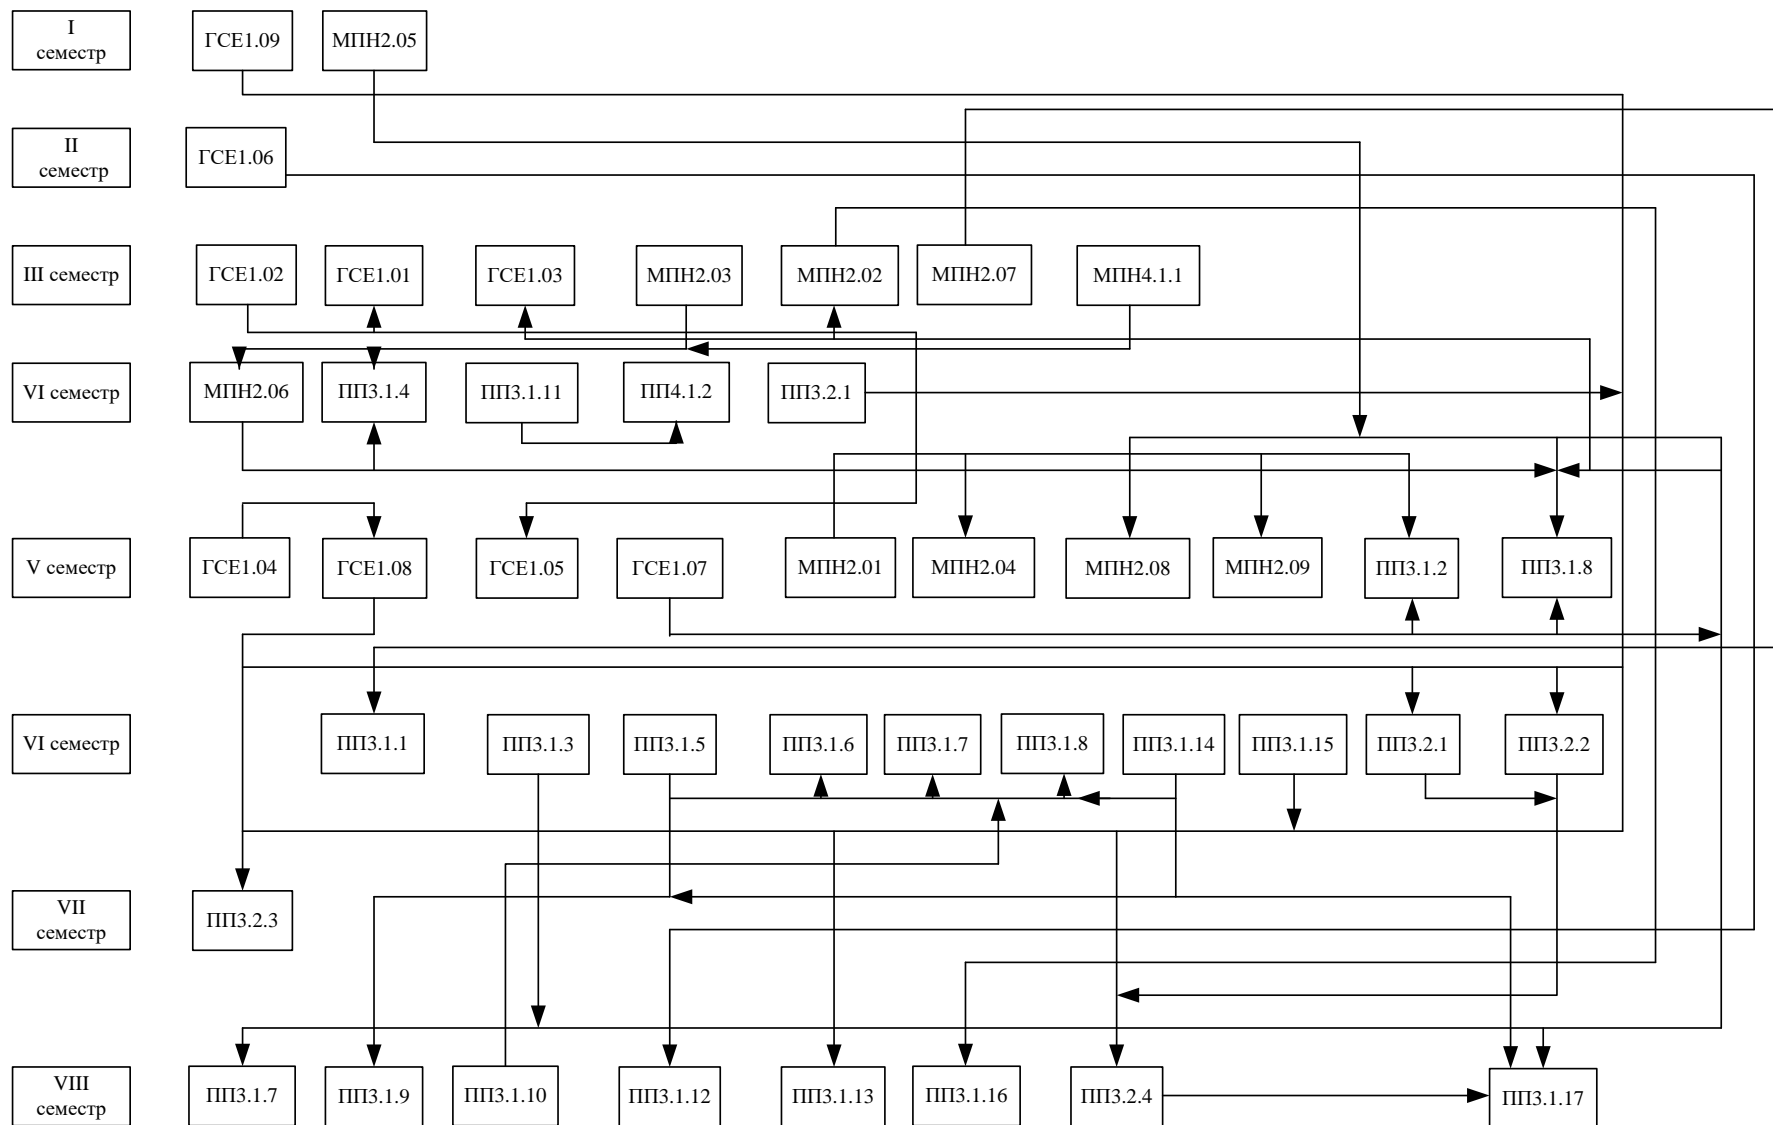 I
семестр
ГСЕ1.09
МПН2.05
II
семестр
ГСЕ1.06
III семестр
ГСЕ1.02
ГСЕ1.01
ГСЕ1.03
МПН2.03
МПН2.02
МПН2.07
МПН4.1.1
VI семестр
МПН2.06
ПП3.1.4
ПП3.1.11
ПП4.1.2
ПП3.2.1
V семестр
ГСЕ1.04
ГСЕ1.08
ГСЕ1.05
ГСЕ1.07
МПН2.01
МПН2.04
МПН2.08
МПН2.09
ПП3.1.2
ПП3.1.8
VI семестр
ПП3.1.1
ПП3.1.3
ПП3.1.5
ПП3.1.6
ПП3.1.7
ПП3.1.8
ПП3.1.14
ПП3.1.15
ПП3.2.1
ПП3.2.2
VII
семестр
ПП3.2.3
VIII
семестр
ПП3.1.7
ПП3.1.9
ПП3.1.10
ПП3.1.12
ПП3.1.13
ПП3.1.16
ПП3.2.4
ПП3.1.17